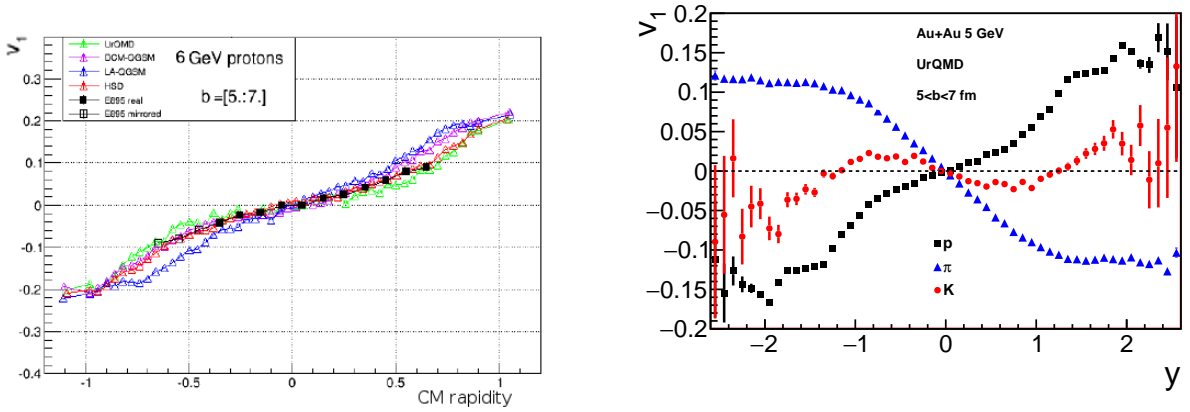 v₁
UrQMD
DCM-QGSM
LA-QGSM
HSD
E895 real
E895 mirrored
6 GeV protons
b =[5.:7.]
0.3
0.2
0.1
0
-0.1
-0.2
-0.3
-0.4
-1
-0.5
0
0.5
1
CM rapidity
v₁
0.2
0.15
0.1
0.05
0
−0.05
−0.1
−0.15
−0.2
Au+Au 5 GeV
UrQMD
5<b<7 fm
p
π
K
−2
−1
0
1
2
y